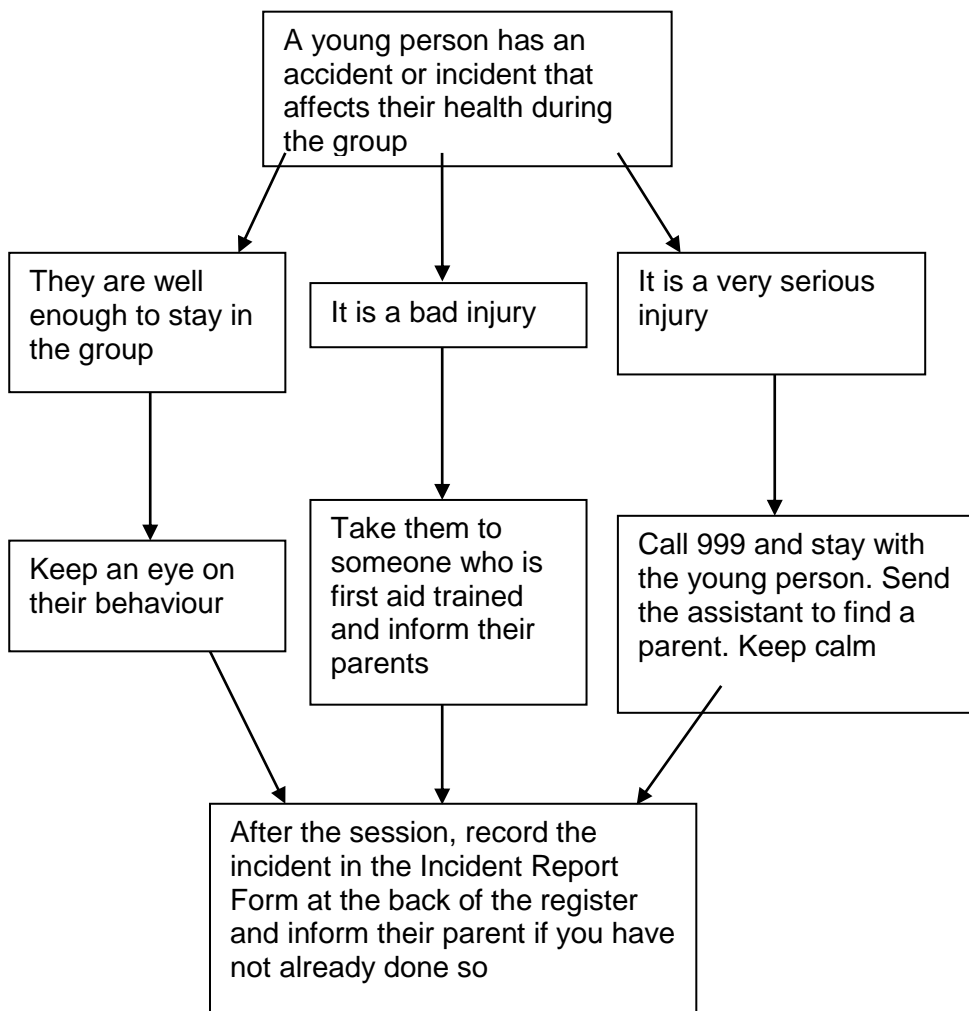 A young person has an
accident or incident that
affects their health during
the group
They are well
enough to stay in
the group
It is a bad injury
It is a very serious
injury
Keep an eye on
their behaviour
Take them to
someone who is
first aid trained
and inform their
parents
Call 999 and stay with
the young person. Send
the assistant to find a
parent. Keep calm
After the session, record the
incident in the Incident Report
Form at the back of the register
and inform their parent if you have
not already done so